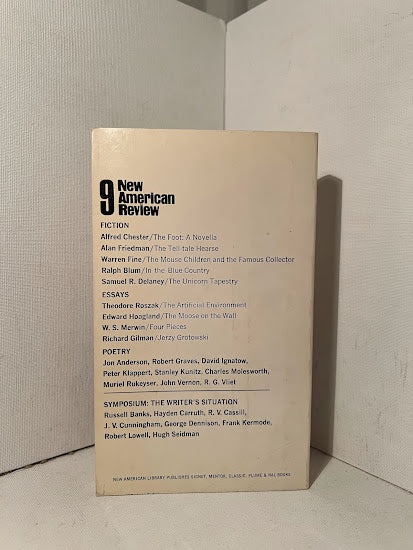 9 New
American
Review
FICTION
Alfred Chester/The Foot: A Novella
Alan Friedman/The Tell-tale Hearse
Warren Fine/The Mouse Children and the Famous Collector
Ralph Blum/In-the-Blue Country
Samuel R. Delaney/The Unicorn Tapestry
ESSAYS
Theodore Roszak/The Artificial Environment
Edward Hoagland/The Moose on the Wall
W. S. Merwin/Four Pieces
Richard Gilman/Jerzy Grotowski
POETRY
Jon Anderson, Robert Graves, David Ignatow,
Peter Klappert, Stanley Kunitz, Charles Molesworth,
Muriel Rukeyser, John Vernon, R. G. Vliet
SYMPOSIUM: THE WRITER'S SITUATION
Russell Banks, Hayden Carruth, R. V. Cassill,
J. V. Cunningham, George Dennison, Frank Kermode,
Robert Lowell, Hugh Seidman
NEW AMERICAN LIBRARY PUBLISHES SIGNET, MENTOR, CLASSIC, PLUME & NAL BOOKS